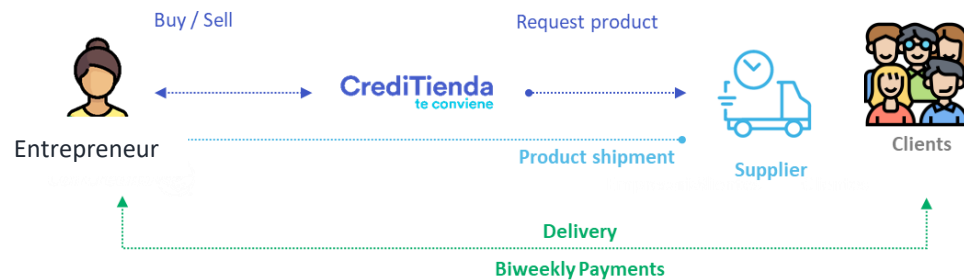 Buy / Sell
Request product
CrediTienda
te conviene
Entrepreneur
Product shipment
Supplier
Clients
Delivery
Biweekly Payments